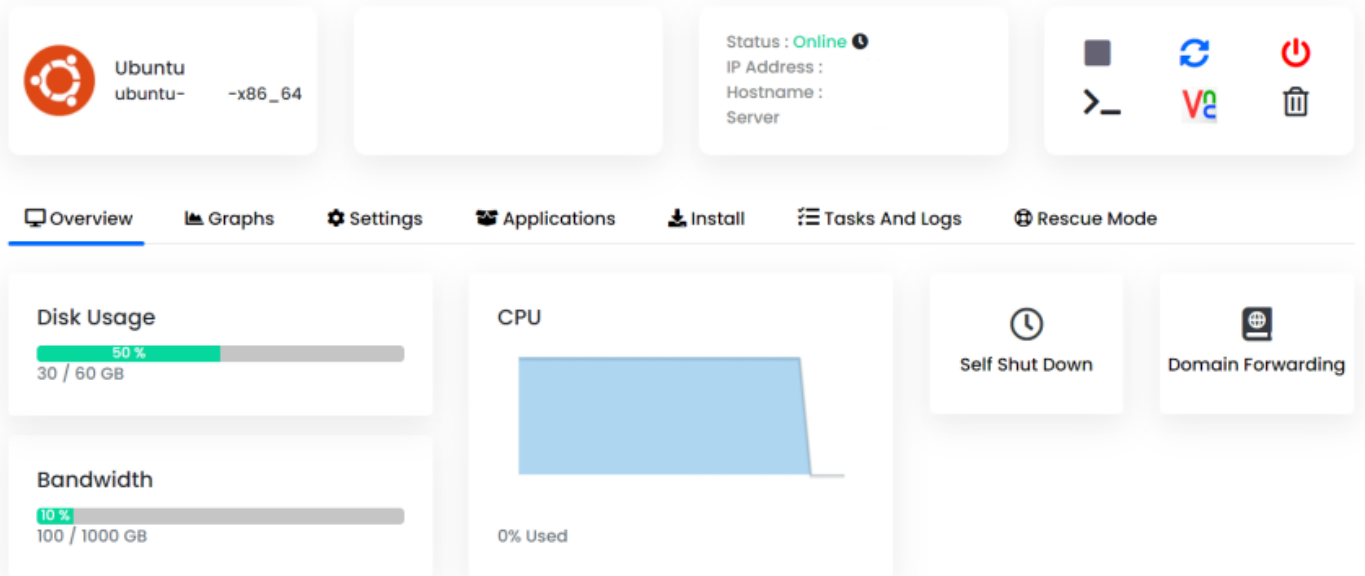 Ubuntu
ubuntu- -x86_64
Status : Online
IP Address :
Hostname :
Server
>_
VNC
Overview
Graphs
Settings
Applications
Install
Tasks And Logs
Rescue Mode
Disk Usage
50 %
30 / 60 GB
CPU
0% Used
Self Shut Down
Domain Forwarding
Bandwidth
10 %
100 / 1000 GB